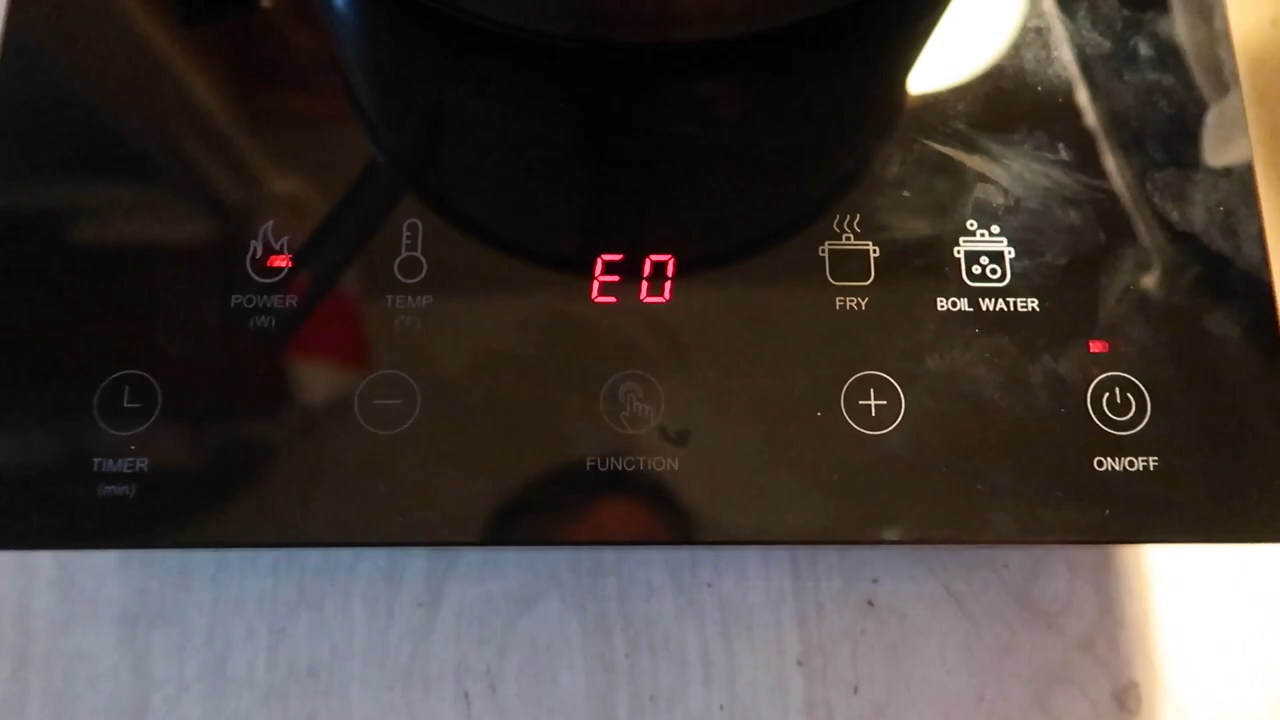 E0
POWER
(W)
TEMP
(°F)
FRY
BOIL WATER
TIMER
(min)
FUNCTION
ON/OFF